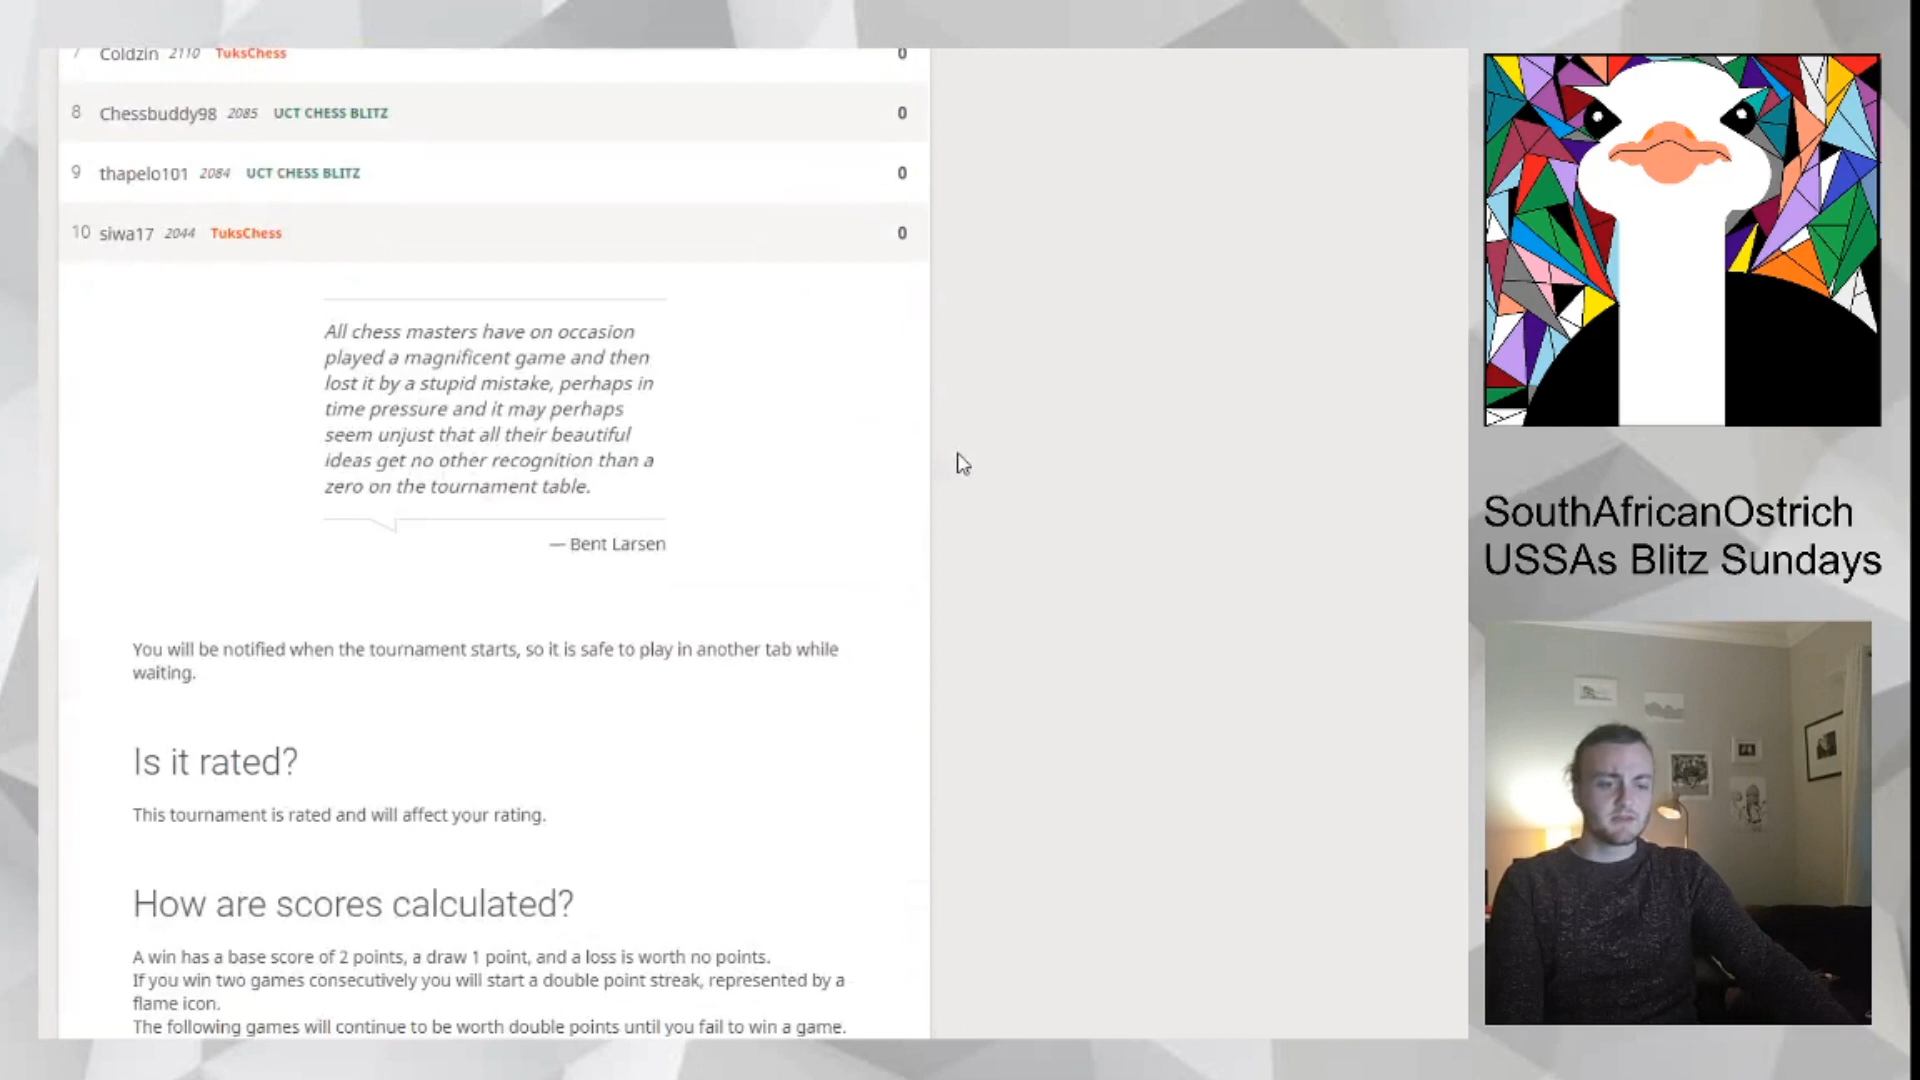 7 Coldzin 2110 TuksChess 0
8 Chessbuddy98 2085 UCT CHESS BLITZ 0
9 thapelo101 2084 UCT CHESS BLITZ 0
10 siwa17 2044 TuksChess 0
All chess masters have on occasion
played a magnificent game and then
lost it by a stupid mistake, perhaps in
time pressure and it may perhaps
seem unjust that all their beautiful
ideas get no other recognition than a
zero on the tournament table.
— Bent Larsen
You will be notified when the tournament starts, so it is safe to play in another tab while
waiting.
Is it rated?
This tournament is rated and will affect your rating.
How are scores calculated?
A win has a base score of 2 points, a draw 1 point, and a loss is worth no points.
If you win two games consecutively you will start a double point streak, represented by a
flame icon.
The following games will continue to be worth double points until you fail to win a game.
SouthAfricanOstrich
USSAs Blitz Sundays